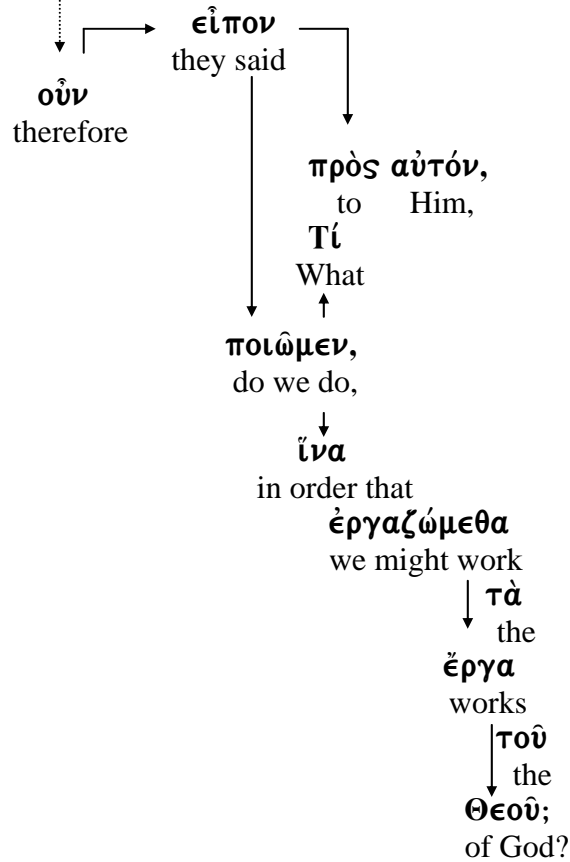 εἶπον
they said
οὖν
therefore
πρὸς αὐτόν,
to Him,
Τί
What
ποιῶμεν,
do we do,
ἵνα
in order that
ἐργαζώμεθα
we might work
τὰ
the
ἔργα
works
τοῦ
the
Θεοῦ;
of God?